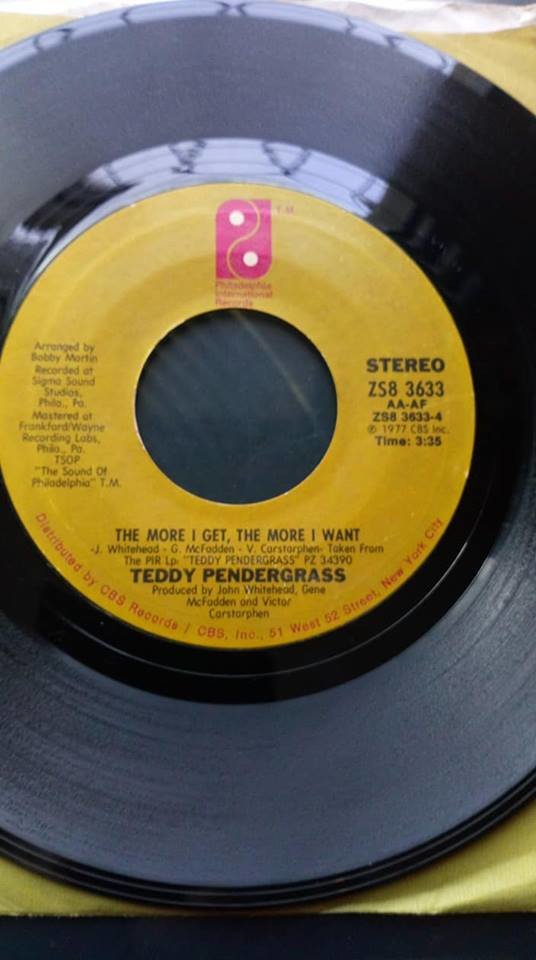 T.M.
Philadelphia
International
Records
Arranged by
Bobby Martin
Recorded at
Sigma Sound
Studios,
Phila., Pa.
Mastered at
Frankford/Wayne
Recording Labs,
Phila., Pa.
TSOP
"The Sound Of
Philadelphia" T.M.
STEREO
ZS8 3633
AA-AF
ZS8 3633-4
℗ 1977 CBS Inc.
Time: 3:35
THE MORE I GET, THE MORE I WANT
-J. Whitehead - G. McFadden - V. Carstarphen- Taken From
The PIR Lp: "TEDDY PENDERGRASS" PZ 34390
TEDDY PENDERGRASS
Produced by John Whitehead, Gene
McFadden and Victor
Carstarphen
Distributed by CBS Records / CBS, Inc., 51 West 52 Street, New York City